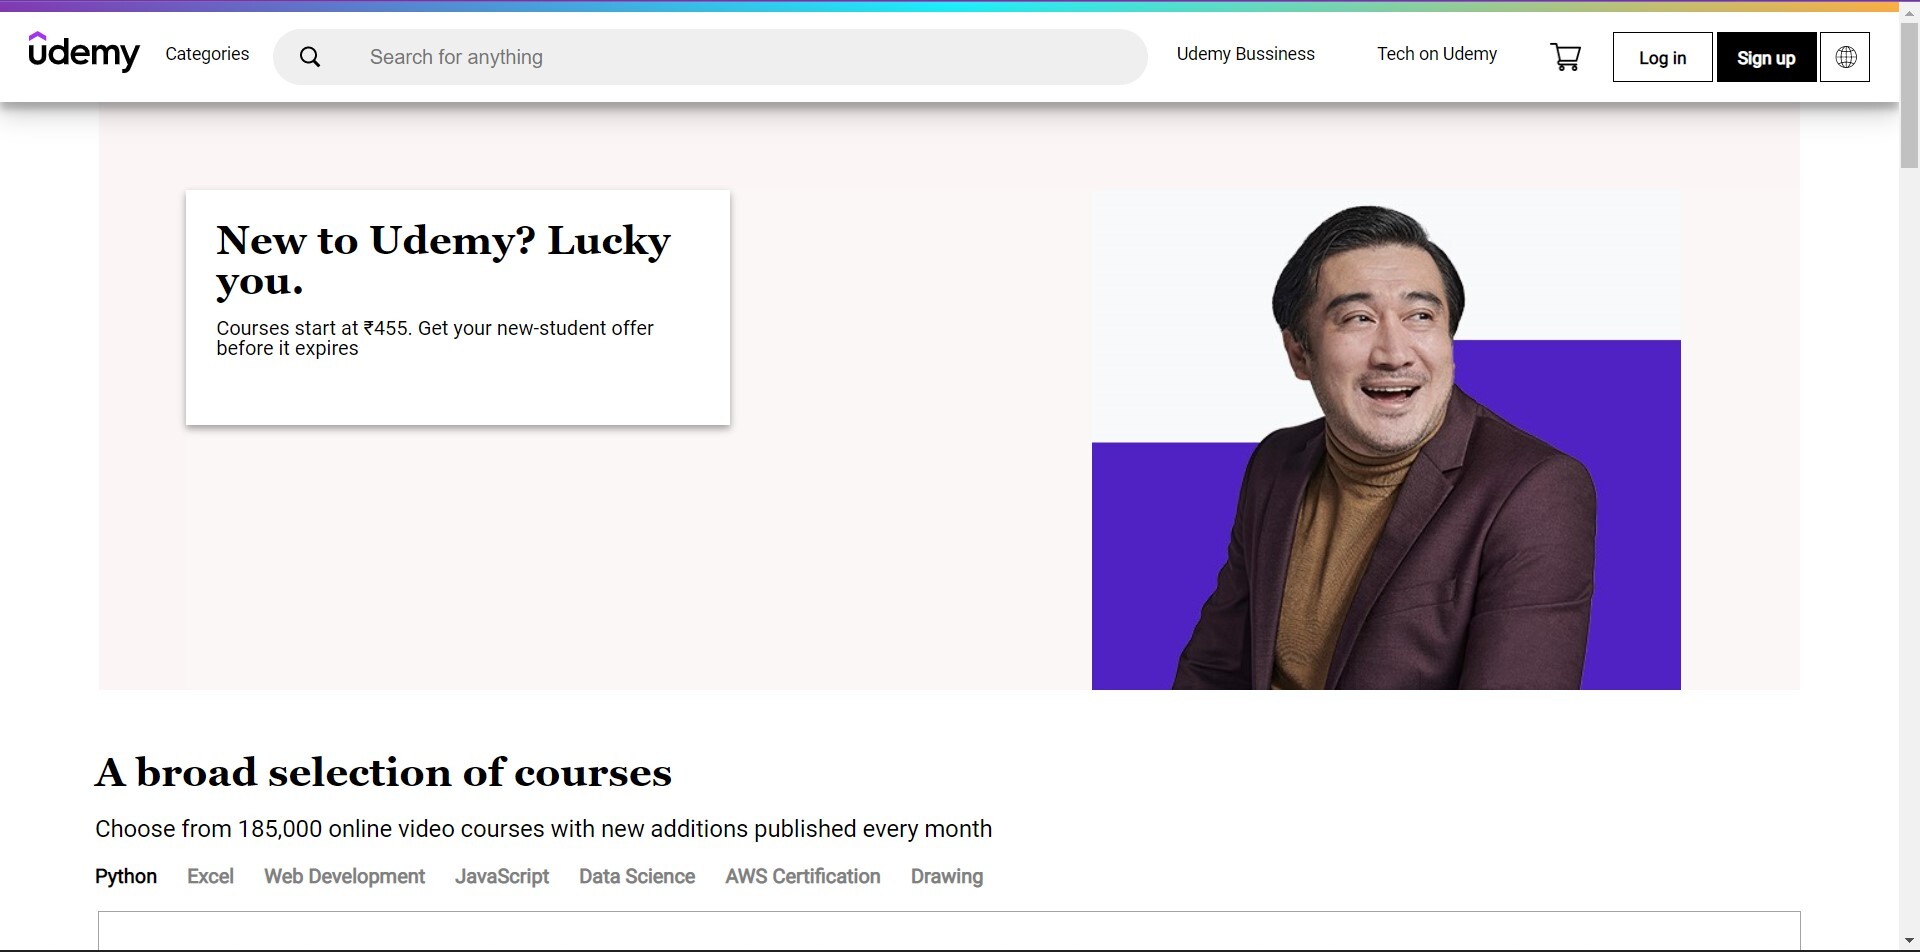 udemy
Categories
Search for anything
Udemy Bussiness
Tech on Udemy
Log in
Sign up
New to Udemy? Lucky
you.
Courses start at ₹455. Get your new-student offer
before it expires
A broad selection of courses
Choose from 185,000 online video courses with new additions published every month
Python Excel Web Development JavaScript Data Science AWS Certification Drawing